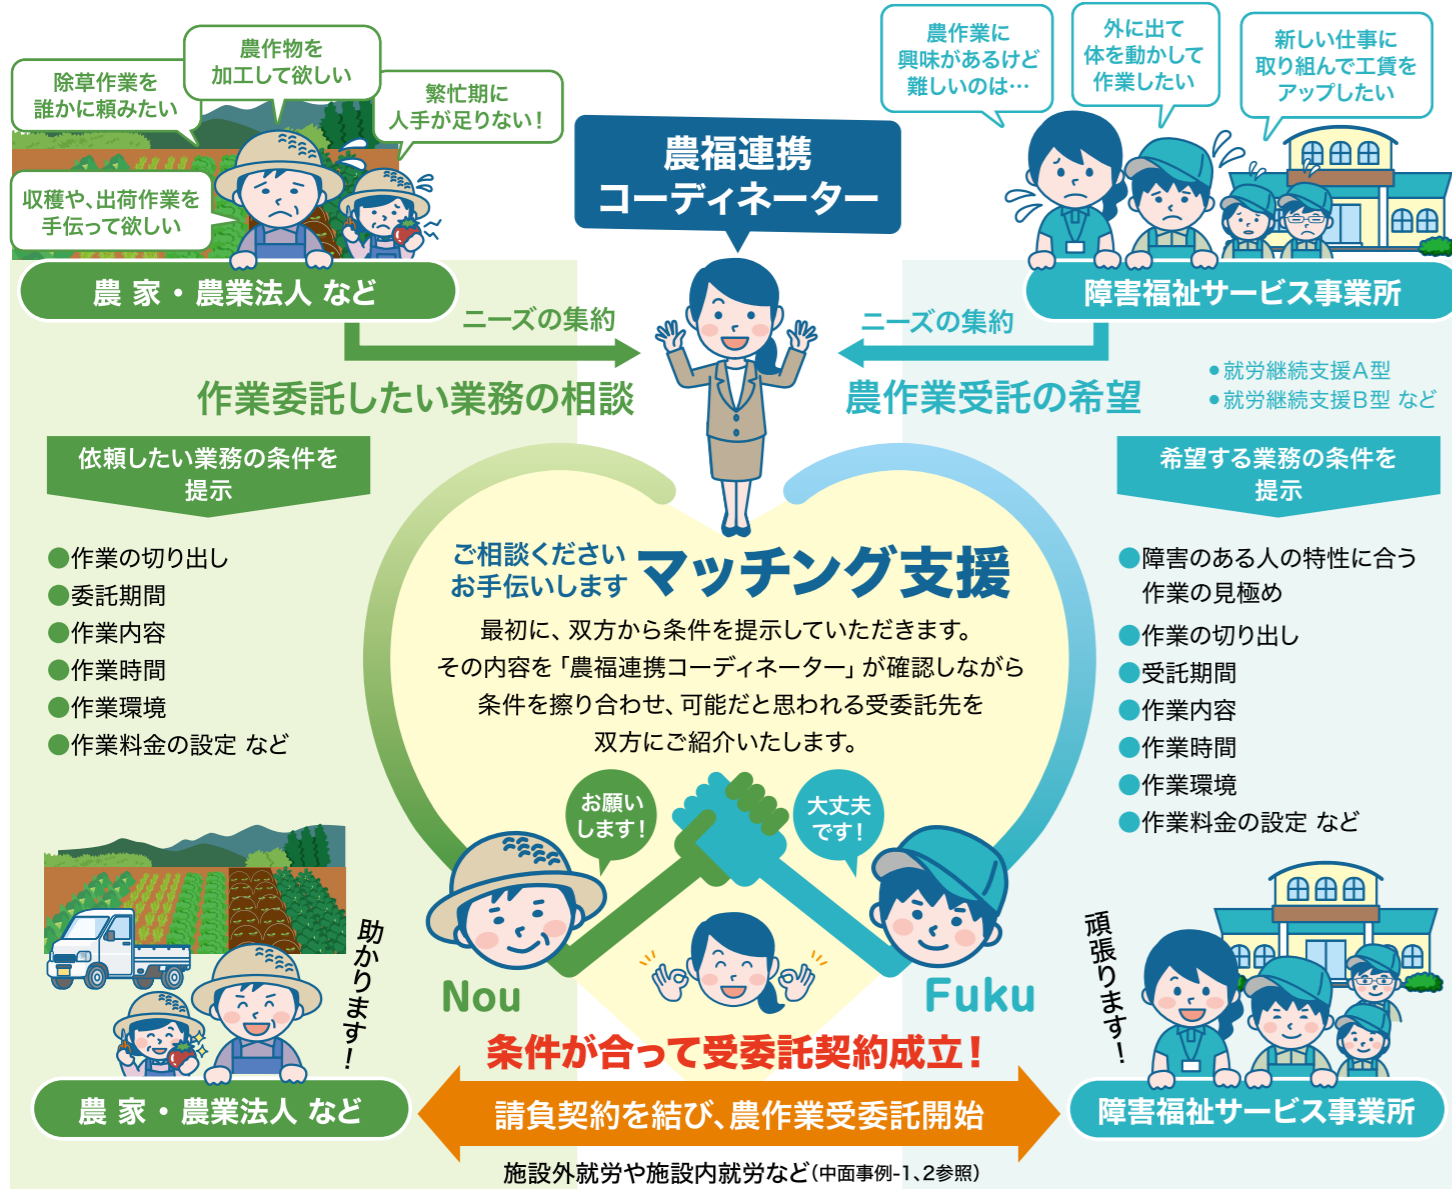 除草作業を
誰かに頼みたい
農作物を
加工して欲しい
繁忙期に
人手が足りない！
収穫や、出荷作業を
手伝って欲しい
農家・農業法人 など
農福連携
コーディネーター
農作業に
興味があるけど
難しいのは…
外に出て
体を動かして
作業したい
新しい仕事に
取り組んで工賃を
アップしたい
障害福祉サービス事業所
ニーズの集約
作業委託したい業務の相談
ニーズの集約
農作業受託の希望
●就労継続支援A型
●就労継続支援B型 など
依頼したい業務の条件を
提示
●作業の切り出し
●委託期間
●作業内容
●作業時間
●作業環境
●作業料金の設定 など
希望する業務の条件を
提示
●障害のある人の特性に合う
作業の見極め
●作業の切り出し
●受託期間
●作業内容
●作業時間
●作業環境
●作業料金の設定 など
ご相談ください
お手伝いします
マッチング支援
最初に、双方から条件を提示していただきます。
その内容を「農福連携コーディネーター」が確認しながら
条件を擦り合わせ、可能だと思われる受委託先を
双方にご紹介いたします。
お願い
します！
大丈夫
です！
Nou
Fuku
助かります！
頑張ります！
条件が合って受委託契約成立！
農家・農業法人 など
請負契約を結び、農作業受委託開始
障害福祉サービス事業所
施設外就労や施設内就労など（中面事例-1、2参照）